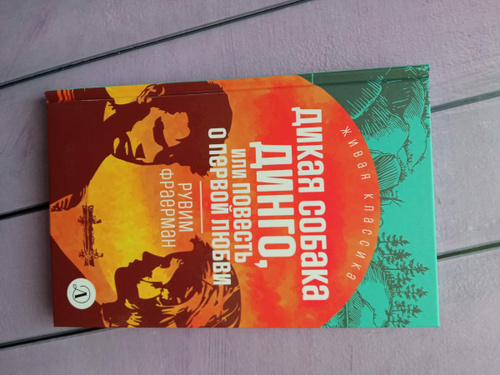 ЖИВАЯ КЛАССИКА
ДИКАЯ СОБАКА
ДИНГО,
ИЛИ ПОВЕСТЬ
О ПЕРВОЙ ЛЮБВИ
РУВИМ
ФРАЕРМАН